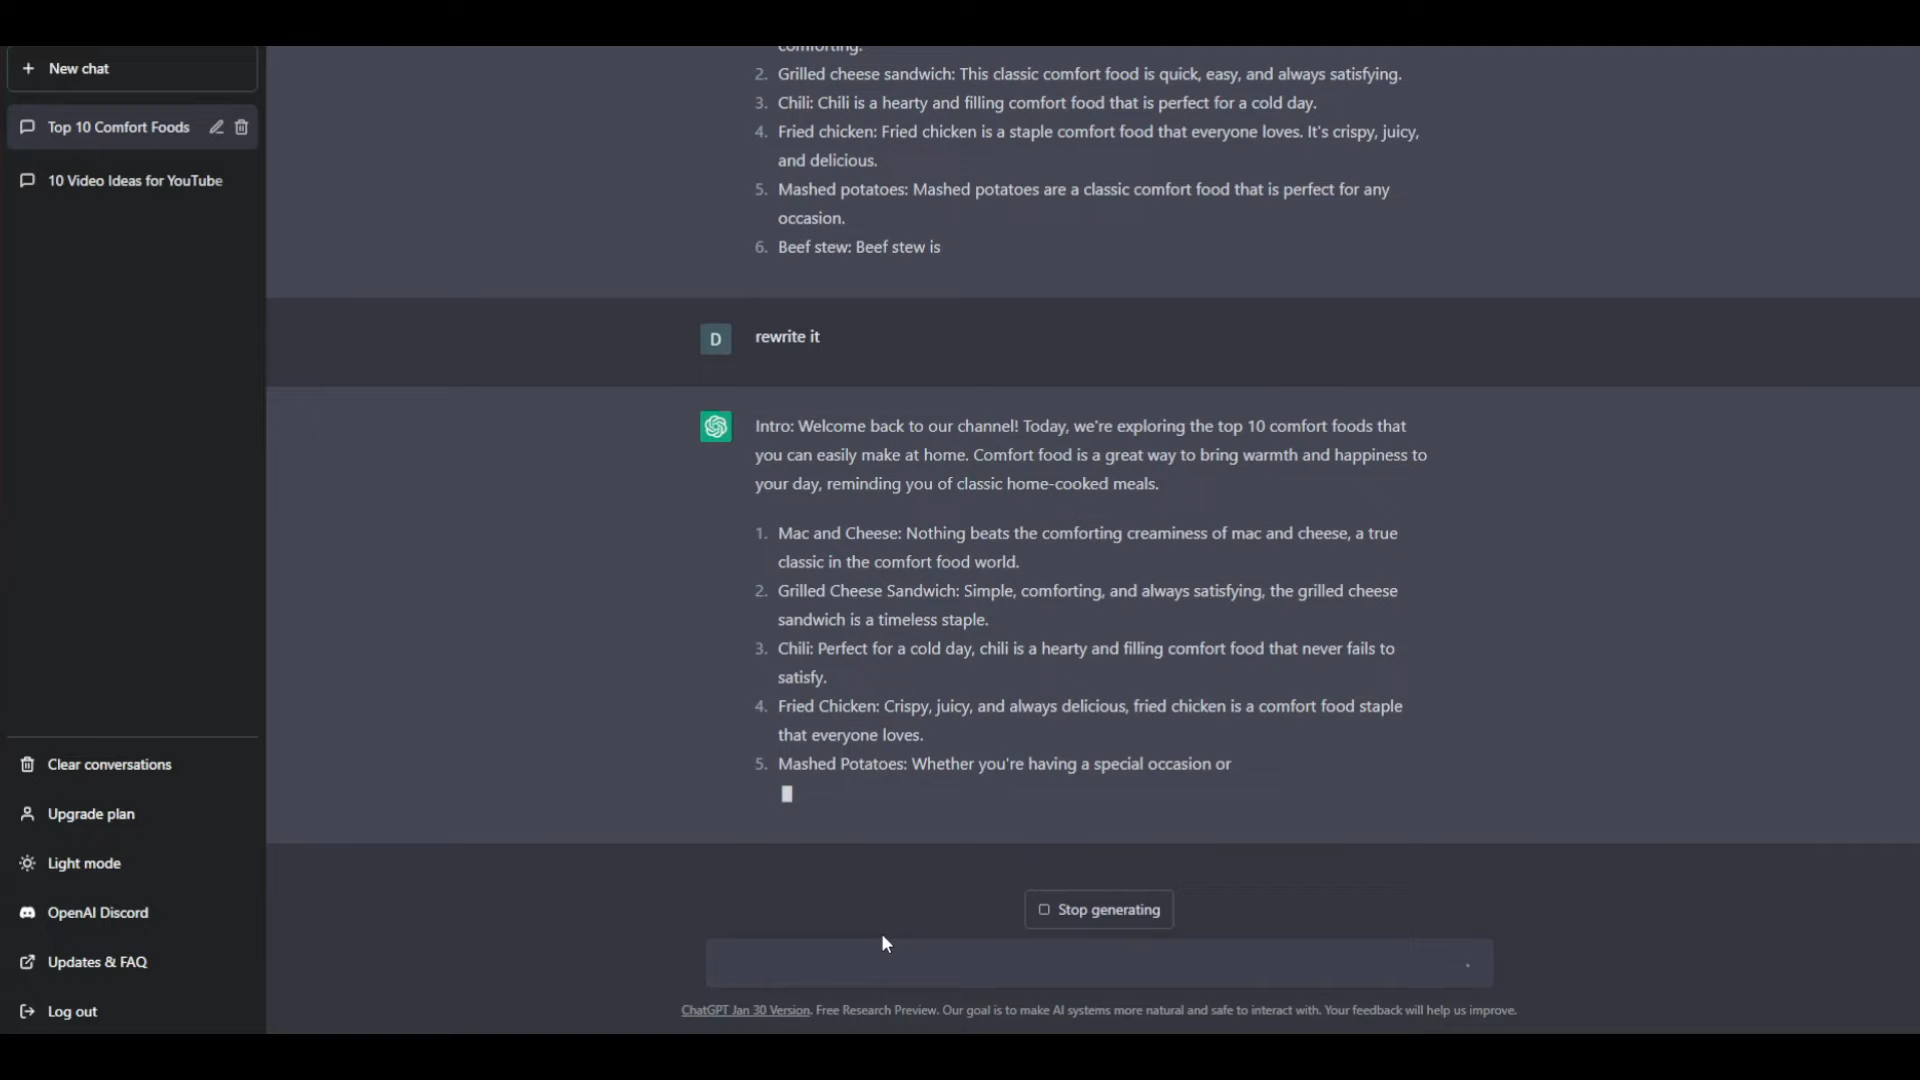 New chat
Top 10 Comfort Foods
10 Video Ideas for YouTube
Clear conversations
Upgrade plan
Light mode
OpenAI Discord
Updates & FAQ
Log out
comforting.
2. Grilled cheese sandwich: This classic comfort food is quick, easy, and always satisfying.
3. Chili: Chili is a hearty and filling comfort food that is perfect for a cold day.
4. Fried chicken: Fried chicken is a staple comfort food that everyone loves. It's crispy, juicy,
and delicious.
5. Mashed potatoes: Mashed potatoes are a classic comfort food that is perfect for any
occasion.
6. Beef stew: Beef stew is
D
rewrite it
Intro: Welcome back to our channel! Today, we're exploring the top 10 comfort foods that
you can easily make at home. Comfort food is a great way to bring warmth and happiness to
your day, reminding you of classic home-cooked meals.
1. Mac and Cheese: Nothing beats the comforting creaminess of mac and cheese, a true
classic in the comfort food world.
2. Grilled Cheese Sandwich: Simple, comforting, and always satisfying, the grilled cheese
sandwich is a timeless staple.
3. Chili: Perfect for a cold day, chili is a hearty and filling comfort food that never fails to
satisfy.
4. Fried Chicken: Crispy, juicy, and always delicious, fried chicken is a comfort food staple
that everyone loves.
5. Mashed Potatoes: Whether you're having a special occasion or
Stop generating
ChatGPT Jan 30 Version. Free Research Preview. Our goal is to make AI systems more natural and safe to interact with. Your feedback will help us improve.